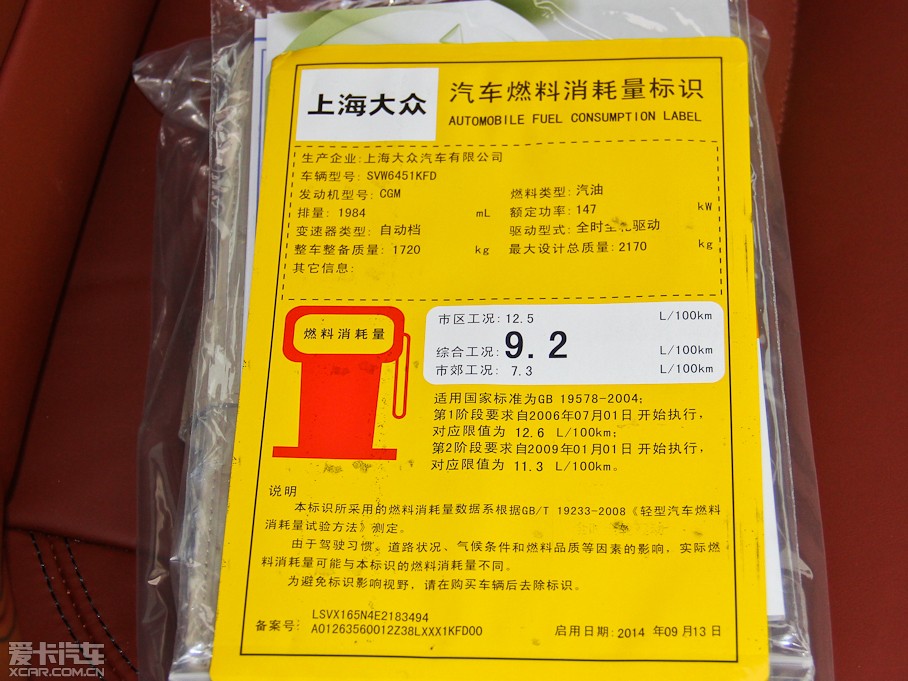 上海大众
汽车燃料消耗量标识
AUTOMOBILE FUEL CONSUMPTION LABEL
生产企业:上海大众汽车有限公司
车辆型号: SVW6451KFD
发动机型号: CGM 燃料类型: 汽油
排量: 1984 mL 额定功率: 147 kW
变速器类型: 自动档 驱动型式: 全时全轮驱动
整车整备质量: 1720 kg 最大设计总质量: 2170 kg
其它信息:
燃料消耗量
市区工况: 12.5 L/100km
综合工况: 9.2 L/100km
市郊工况: 7.3 L/100km
适用国家标准为GB 19578-2004;
第1阶段要求自2006年07月01日 开始执行,
对应限值为 12.6 L/100km;
第2阶段要求自2009年01月01日 开始执行,
对应限值为 11.3 L/100km。
说明
本标识所采用的燃料消耗量数据系根据GB/T 19233-2008《轻型汽车燃料
消耗量试验方法》测定。
由于驾驶习惯、道路状况、气候条件和燃料品质等因素的影响,实际燃
料消耗量可能与本标识的燃料消耗量不同。
为避免标识影响视野,请在购买车辆后去除标识。
备案号: LSVX165N4E2183494
A01263560012Z38LXXX1KFD00 启用日期: 2014 年09月13日
爱卡汽车
XCAR.COM.CN